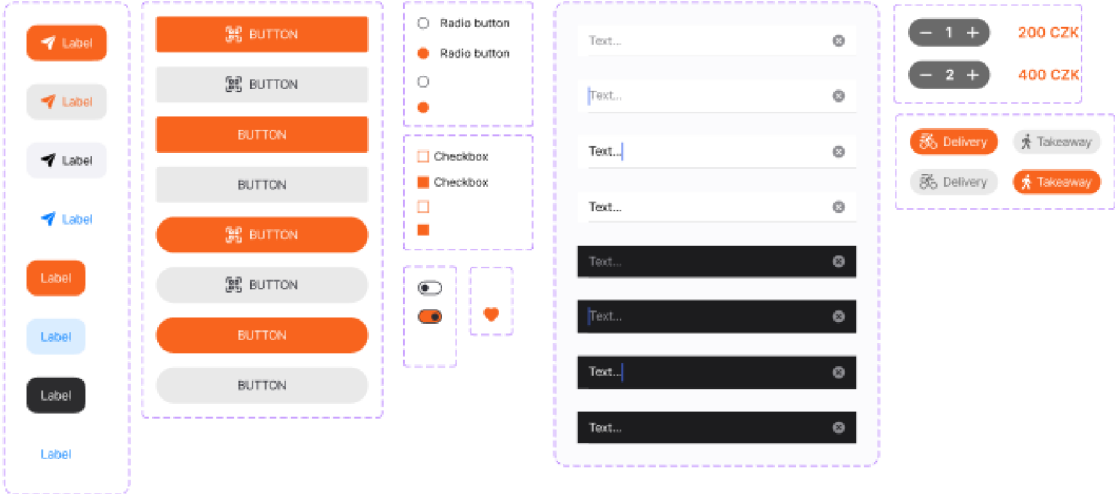 Label
Label
Label
Label
Label
Label
Label
Label
BUTTON
BUTTON
BUTTON
BUTTON
BUTTON
BUTTON
BUTTON
BUTTON
Radio button
Radio button
Checkbox
Checkbox
Text...
Text...
Text...
Text...
Text...
Text...
Text...
Text...
1 200 CZK
2 400 CZK
Delivery Takeaway
Delivery Takeaway